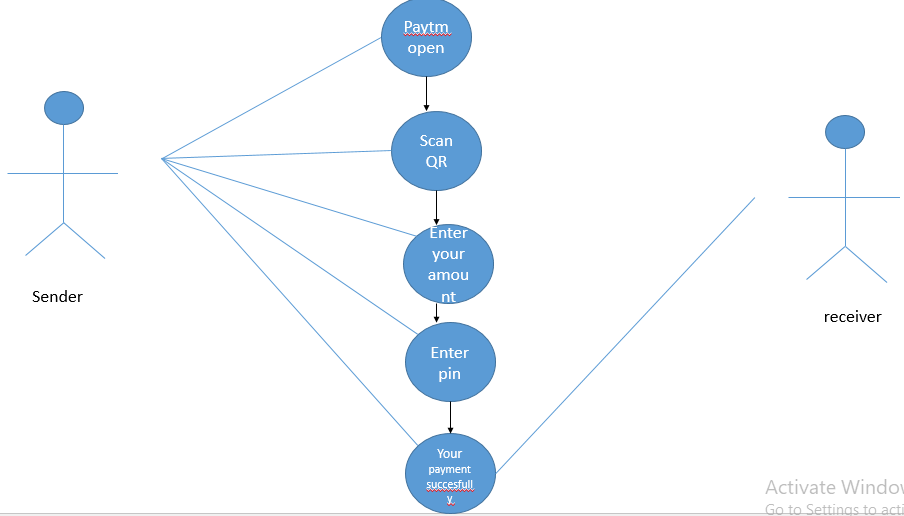 Paytm
open
Scan
QR
Enter
your
amou
nt
Enter
pin
Your
payment
succesfull
y.
Sender
receiver
Activate Window
Go to Settings to acti